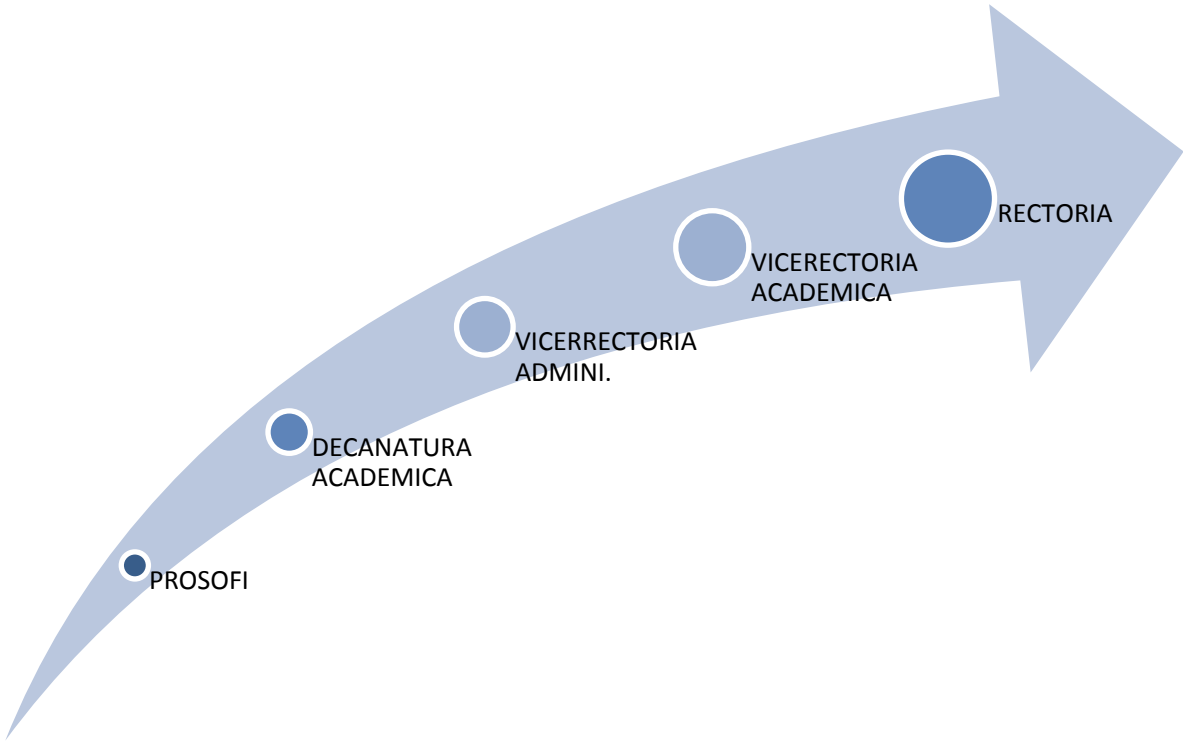 RECTORIA
VICERECTORIA
ACADEMICA
VICERRECTORIA
ADMINI.
DECANATURA
ACADEMICA
PROSOFI